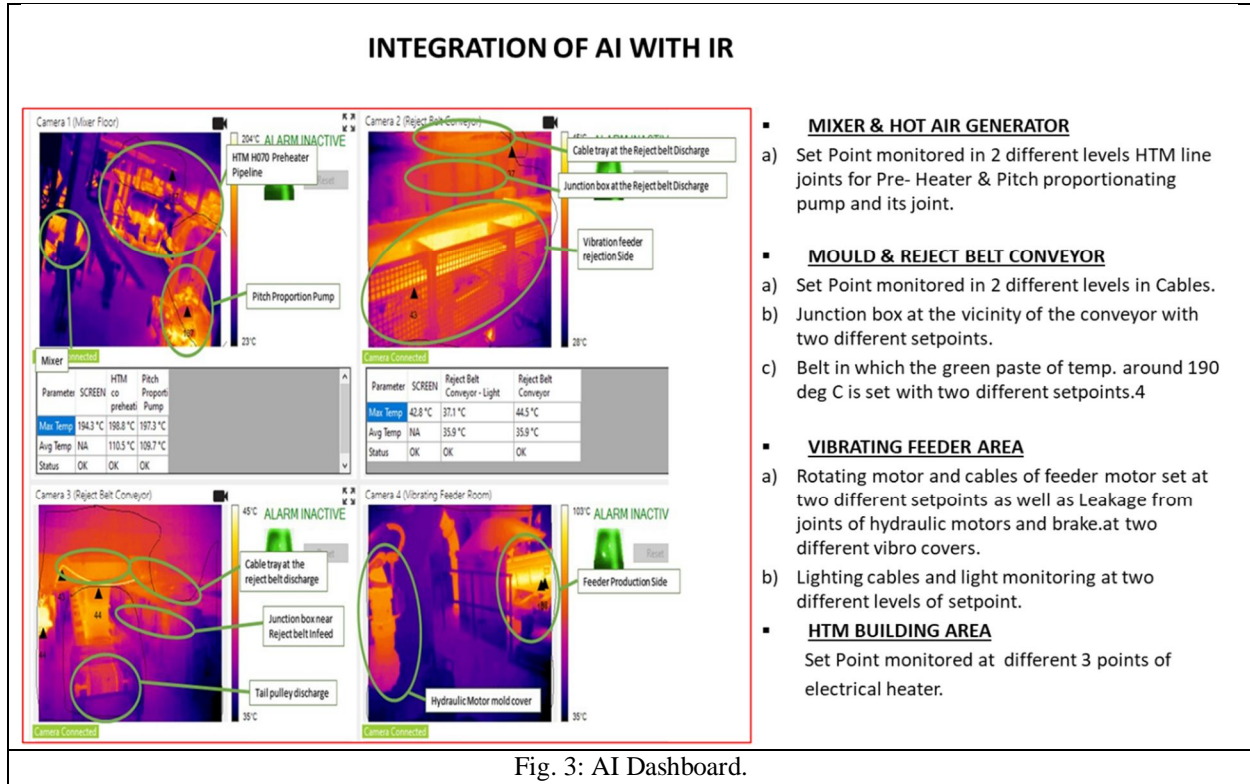 INTEGRATION OF AI WITH IR
Camera 1 (Mixer Floor)
204°C ALARM INACTIVE
HTM H070 Preheater
Pipeline
Reset
Pitch Proportion Pump
23°C
Mixer
Parameter SCREEN HTM co preheati Pitch Proporti Pump
Max Temp 194.3 °C 198.8 °C 197.3 °C
Avg Temp NA 110.5 °C 109.7 °C
Status OK OK OK
Camera 2 (Reject Belt Conveyor)
45°C ALARM INACTIV
Cable tray at the Reject belt Discharge
Junction box at the Reject belt Discharge
Vibration feeder
rejection Side
43
28°C
Camera Connected
Parameter SCREEN Reject Belt Conveyor - Light Reject Belt Conveyor
Max Temp 42.8 °C 37.1 °C 44.5 °C
Avg Temp NA 35.9 °C 35.9 °C
Status OK OK OK
Camera 3 (Reject Belt Conveyor)
45°C ALARM INACTIVE
Reset
Cable tray at the
reject belt discharge
43
44
Junction box near
Reject belt Infeed
Tail pulley discharge
35°C
Camera Connected
Camera 4 (Vibrating Feeder Room)
103°C ALARM INACTIV
Reset
Feeder Production Side
Hydraulic Motor mold cover
35°C
Camera Connected
▪ MIXER & HOT AIR GENERATOR
a) Set Point monitored in 2 different levels HTM line
joints for Pre- Heater & Pitch proportionating
pump and its joint.
▪ MOULD & REJECT BELT CONVEYOR
a) Set Point monitored in 2 different levels in Cables.
b) Junction box at the vicinity of the conveyor with
two different setpoints.
c) Belt in which the green paste of temp. around 190
deg C is set with two different setpoints.4
▪ VIBRATING FEEDER AREA
a) Rotating motor and cables of feeder motor set at
two different setpoints as well as Leakage from
joints of hydraulic motors and brake.at two
different vibro covers.
b) Lighting cables and light monitoring at two
different levels of setpoint.
▪ HTM BUILDING AREA
Set Point monitored at different 3 points of
electrical heater.
Fig. 3: AI Dashboard.